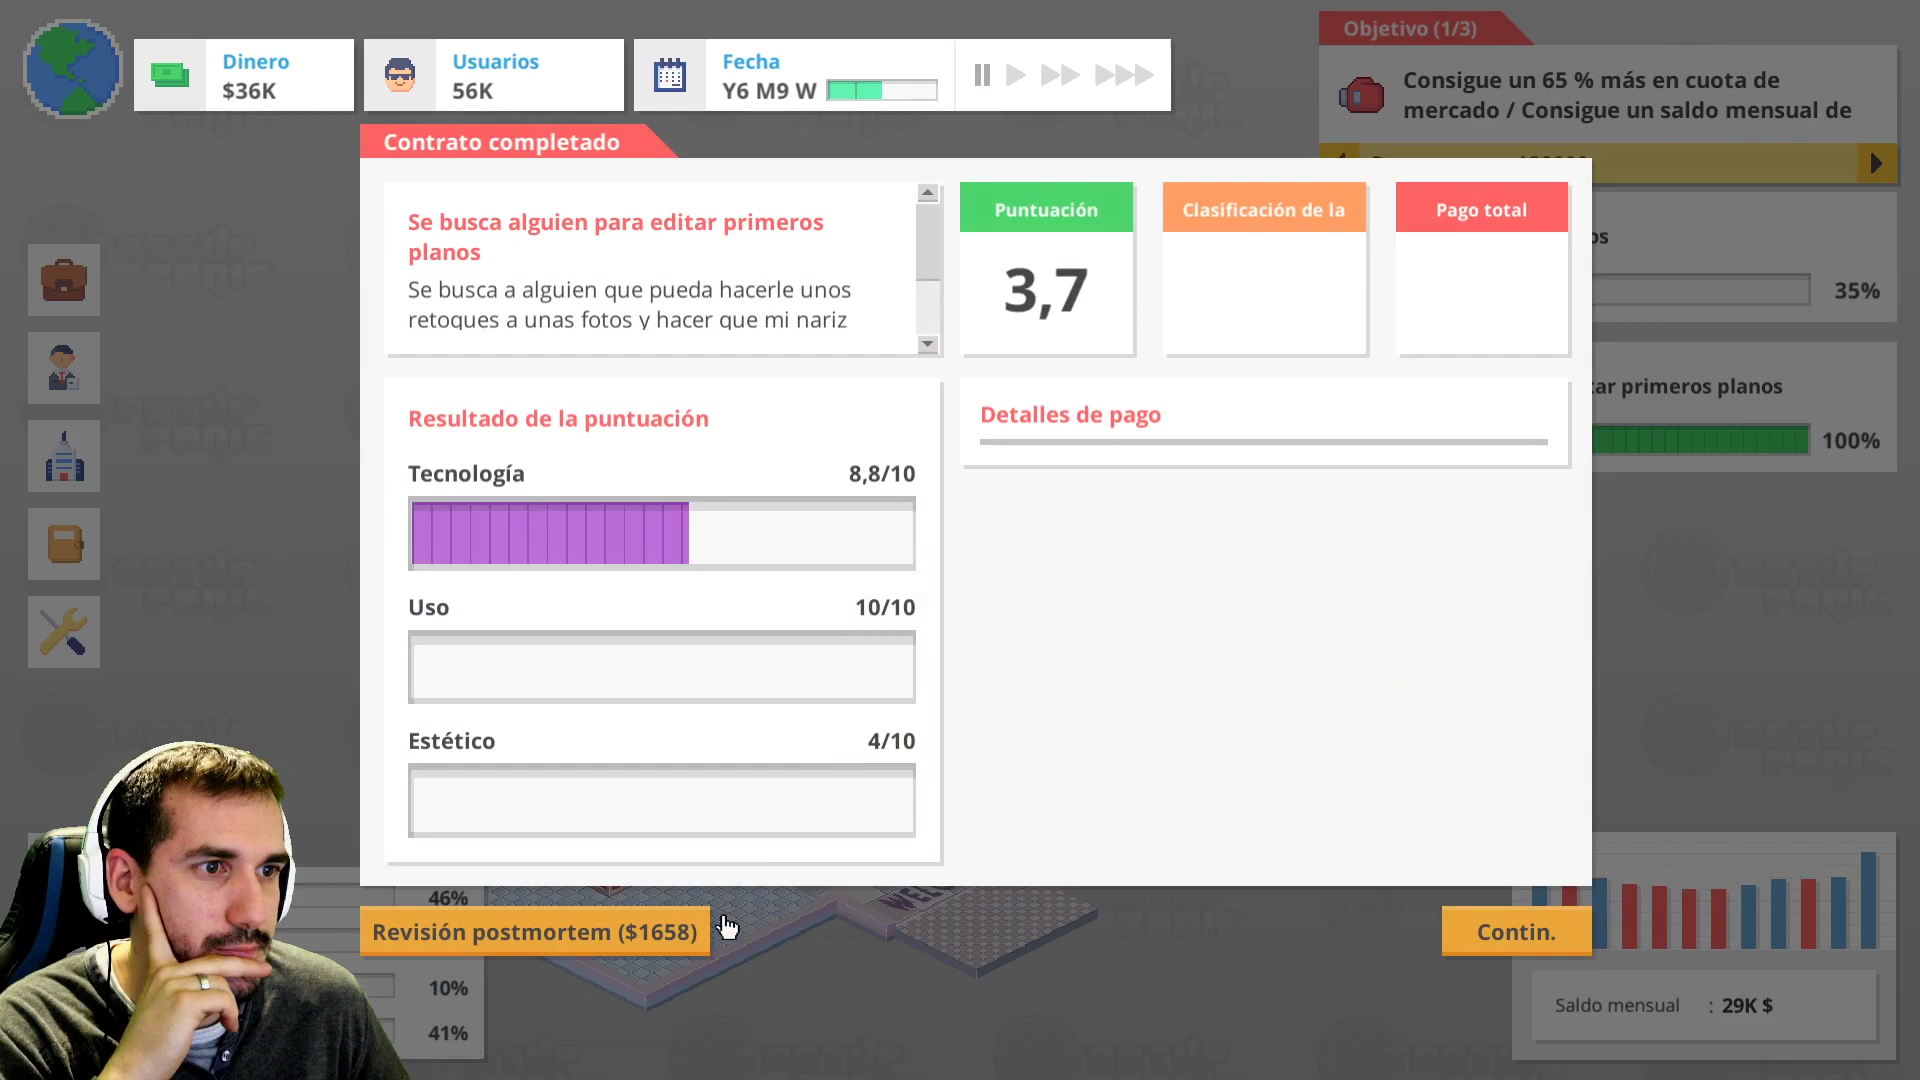 Dinero
$36K
Usuarios
56K
Fecha
Y6 M9 W
Objetivo (1/3)
Consigue un 65 % más en cuota de
mercado / Consigue un saldo mensual de
Contrato completado
Se busca alguien para editar primeros
planos
Se busca a alguien que pueda hacerle unos
retoques a unas fotos y hacer que mi nariz
Puntuación
3,7
Clasificación de la
Pago total
os
35%
ar primeros planos
100%
Resultado de la puntuación
Tecnología
8,8/10
Uso
10/10
Estético
4/10
Detalles de pago
46%
10%
41%
Revisión postmortem ($1658)
Contin.
Saldo mensual : 29K $